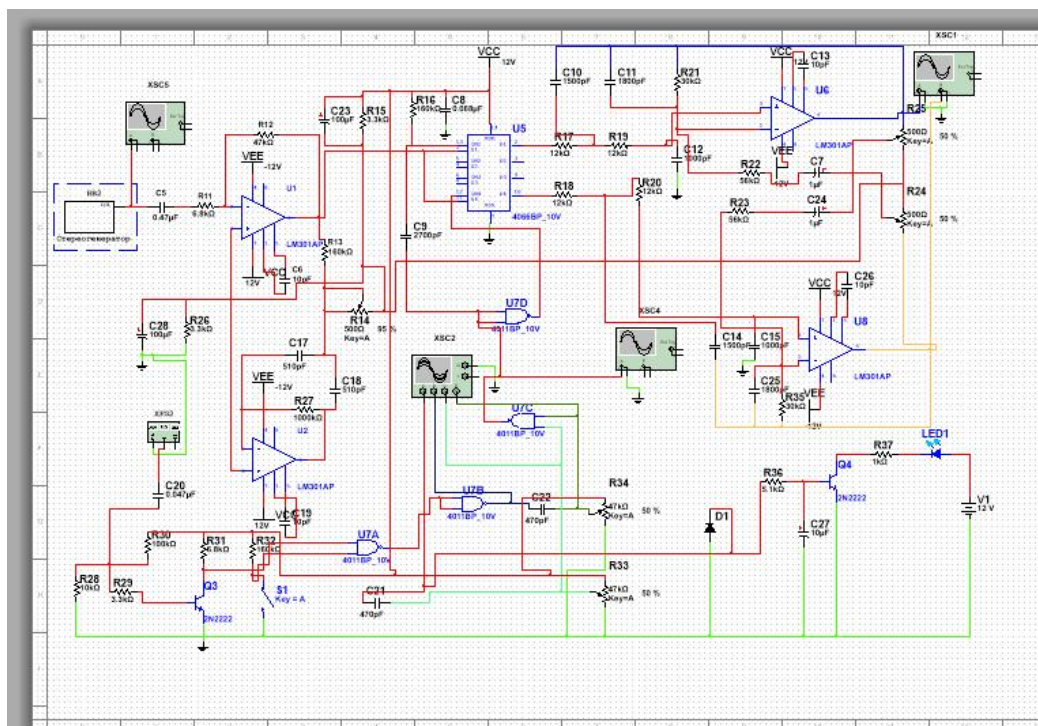 XSC1
XSC5
VCC
12V
C10
1500pF
C11
1800pF
R21
30kΩ
VCC
12V
C13
10pF
U6
LM301AP
VEE
12V
C23
100µF
R15
3.3kΩ
R16
160kΩ
C8
0.068µF
U5
4066BP_10V
R12
47kΩ
VEE
-12V
U1
LM301AP
R17
12kΩ
R19
12kΩ
C12
1000pF
R25
500Ω
50 %
R22
56kΩ
C7
1µF
C5
0.47µF
R11
6.8kΩ
Стереогенератор
R18
12kΩ
R20
12kΩ
R24
500Ω
50 %
R23
56kΩ
C24
1µF
C9
2700pF
R13
160kΩ
VCC
12V
C6
10pF
C28
100µF
R26
3.3kΩ
R14
500Ω
Key=A
95 %
U7D
4011BP_10V
XSC4
VCC
12V
C26
10pF
U8
LM301AP
C14
1500pF
C15
1000pF
C17
510pF
XSC2
VEE
-12V
C18
510pF
C25
1800pF
R35
30kΩ
VEE
12V
R27
1000kΩ
U2
LM301AP
U7C
4011BP_10V
LED1
R37
1kΩ
C20
0.047µF
12V
C19
10pF
R36
5.1kΩ
Q4
2N2222
R34
47kΩ
Key=A
50 %
V1
12 V
U7B
4011BP_10V
C22
470pF
D1
C27
10µF
R30
100kΩ
R31
6.8kΩ
R32
U7A
4011BP_10V
R28
10kΩ
R29
3.3kΩ
Q3
2N2222
S1
Key = A
C21
470pF
R33
47kΩ
Key=A
50 %